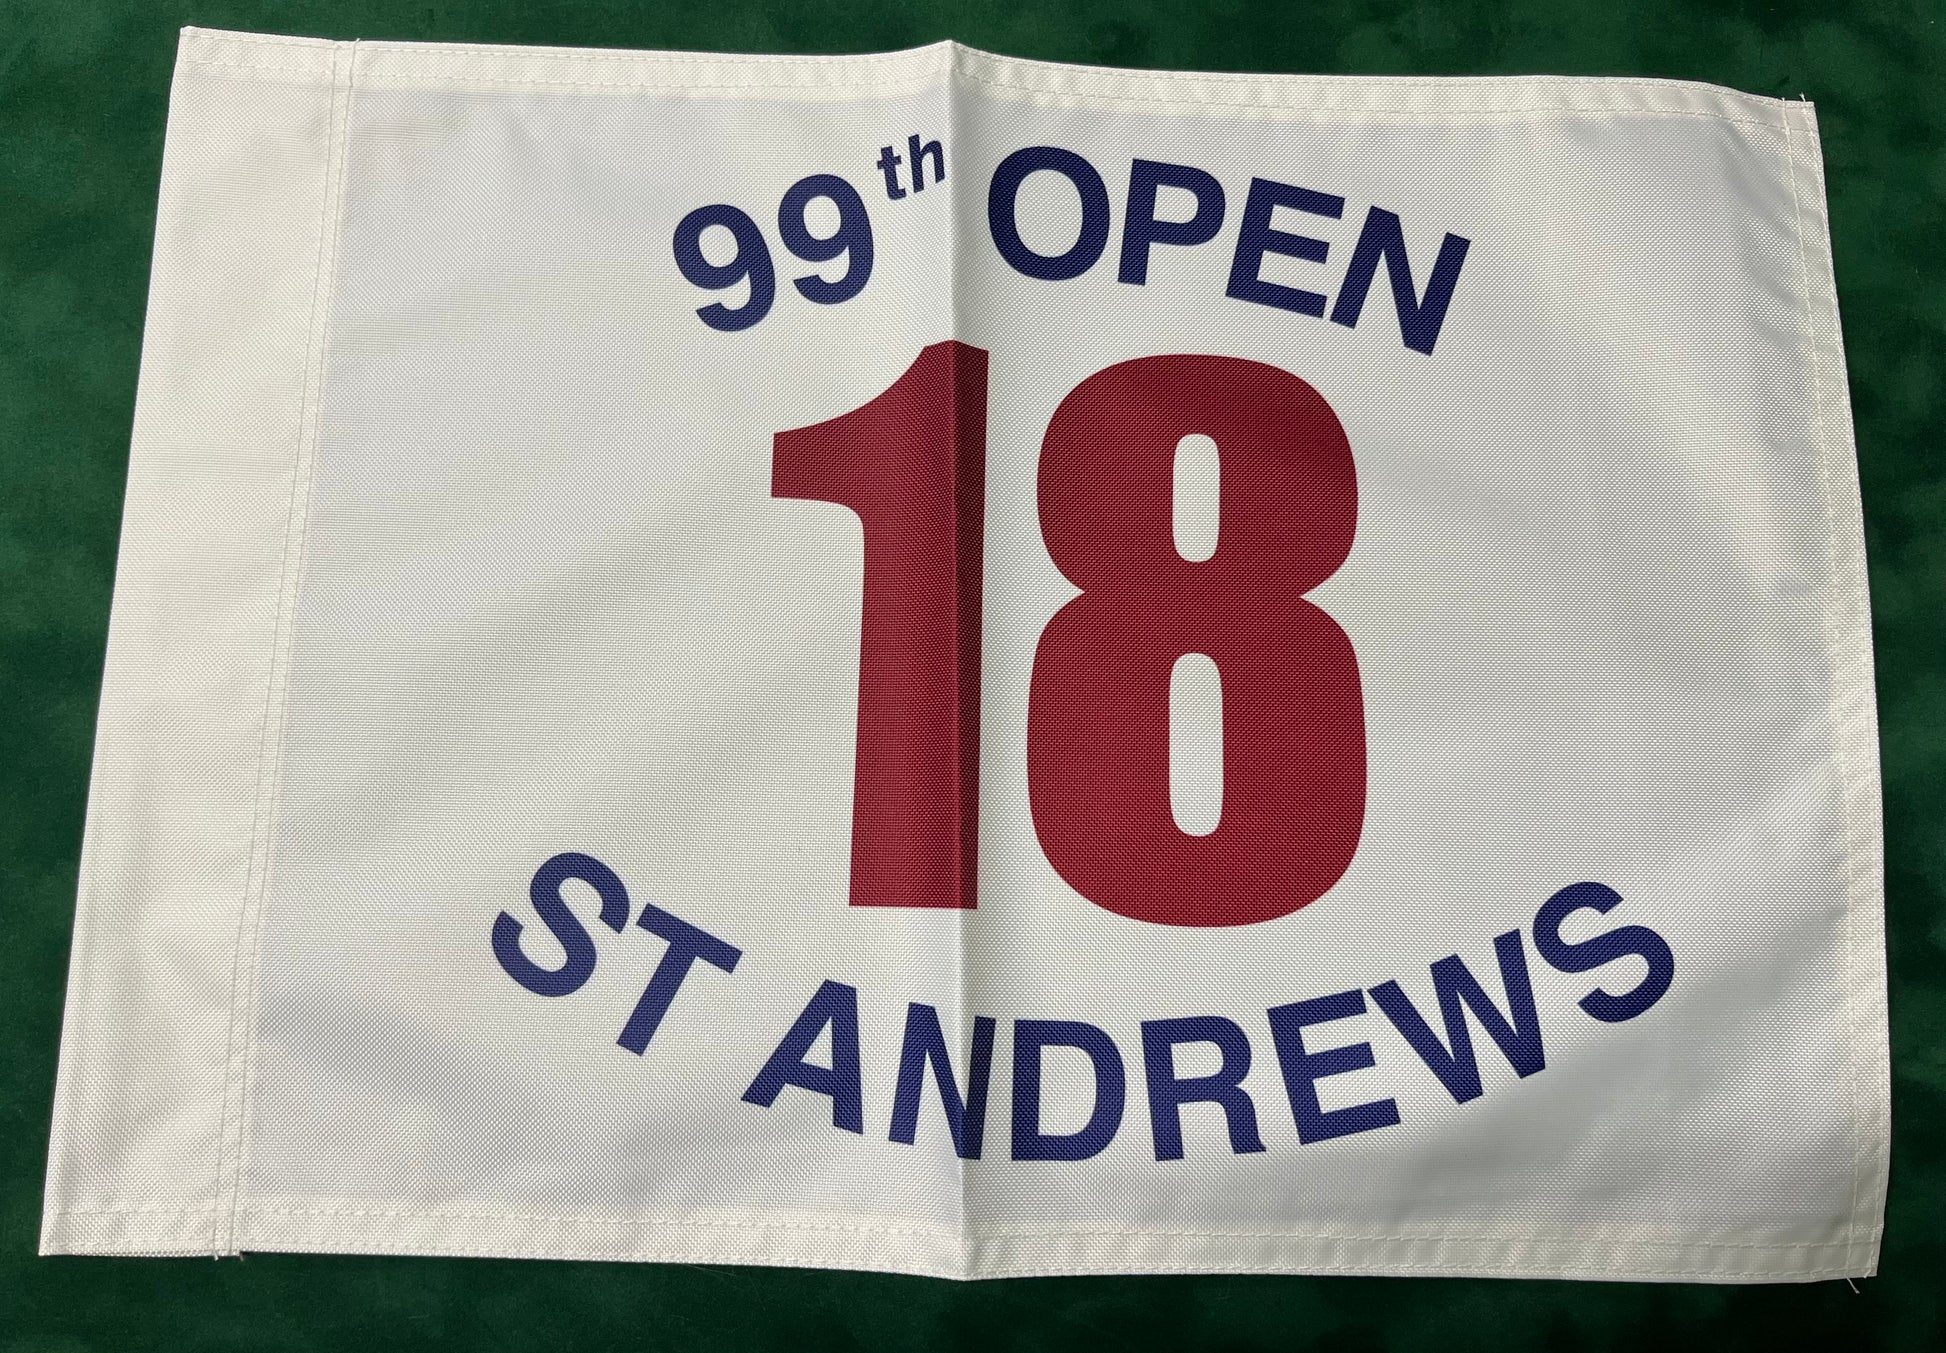 99th OPEN
18
ST ANDREWS